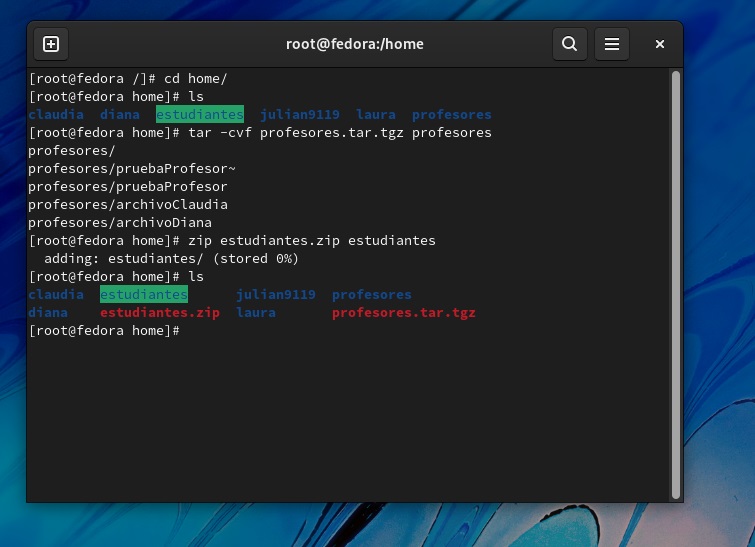 root@fedora:/home
[root@fedora /]# cd home/
[root@fedora home]# ls
claudia  diana  estudiantes  julian9119  laura  profesores
[root@fedora home]# tar -cvf profesores.tar.tgz profesores
profesores/
profesores/pruebaProfesor~
profesores/pruebaProfesor
profesores/archivoClaudia
profesores/archivoDiana
[root@fedora home]# zip estudiantes.zip estudiantes
  adding: estudiantes/ (stored 0%)
[root@fedora home]# ls
claudia  estudiantes      julian9119  profesores
diana    estudiantes.zip  laura       profesores.tar.tgz
[root@fedora home]#